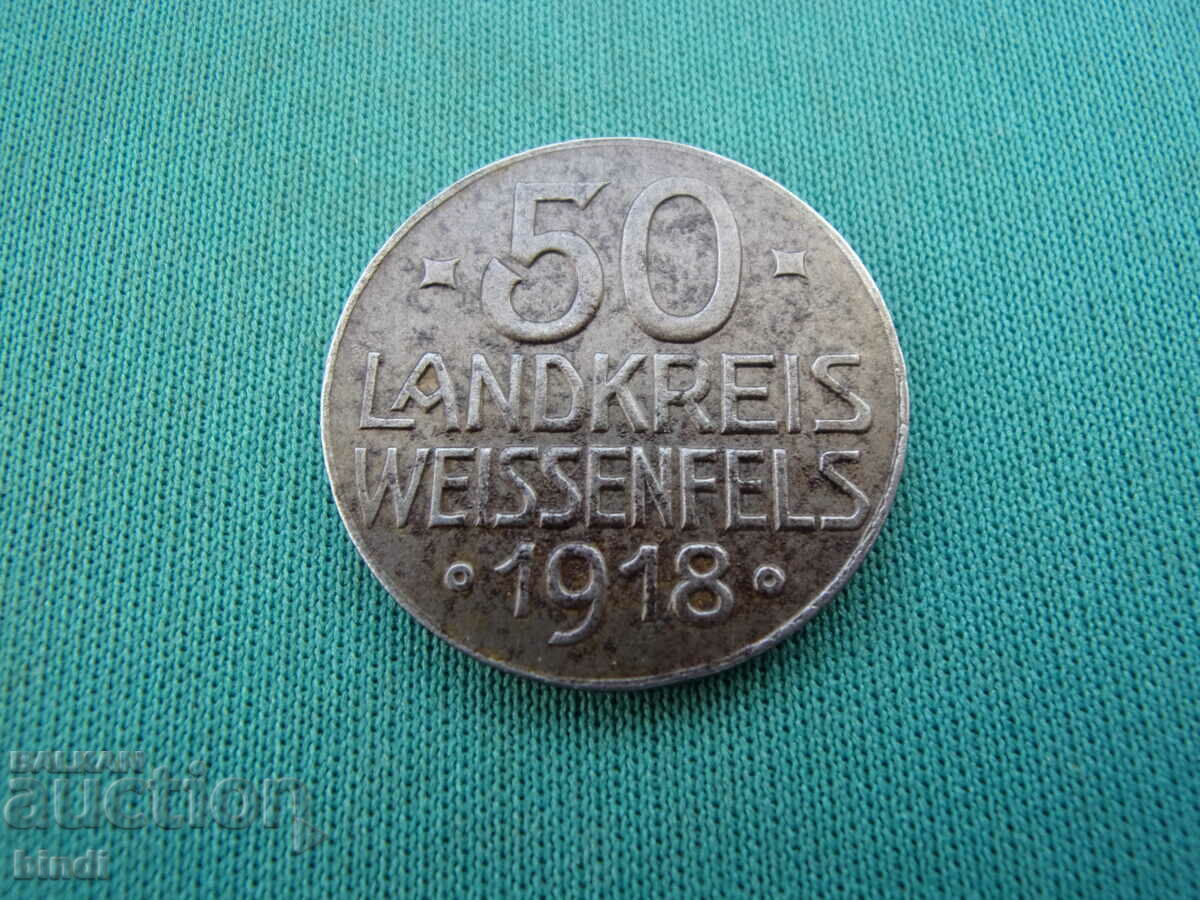 50
LANDKREIS
WEISSENFELS
1918
BALKAN
auction
bindi